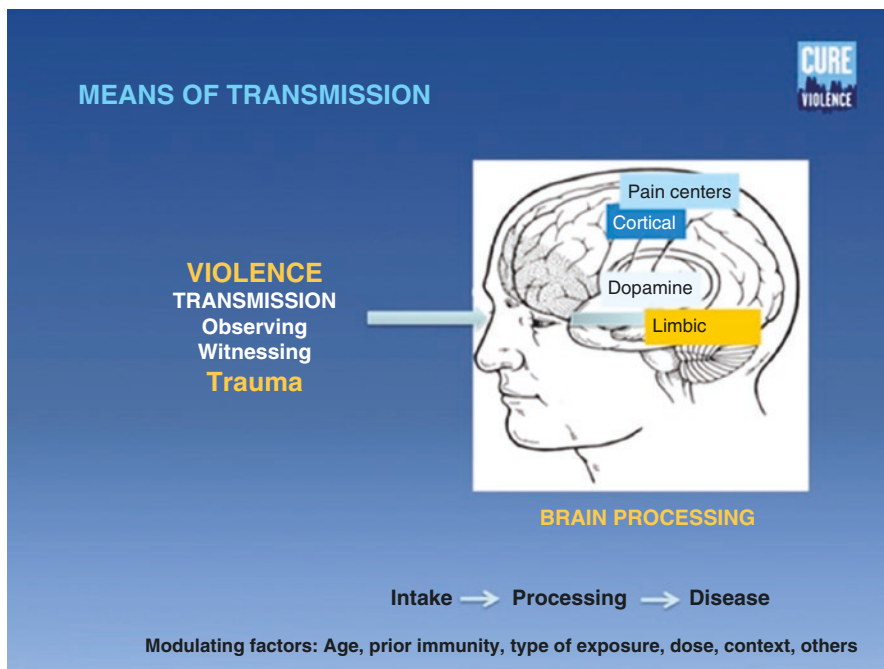 CURE
VIOLENCE
MEANS OF TRANSMISSION
Pain centers
Cortical
VIOLENCE
TRANSMISSION
Observing
Witnessing
Trauma
Dopamine
Limbic
BRAIN PROCESSING
Intake → Processing → Disease
Modulating factors: Age, prior immunity, type of exposure, dose, context, others